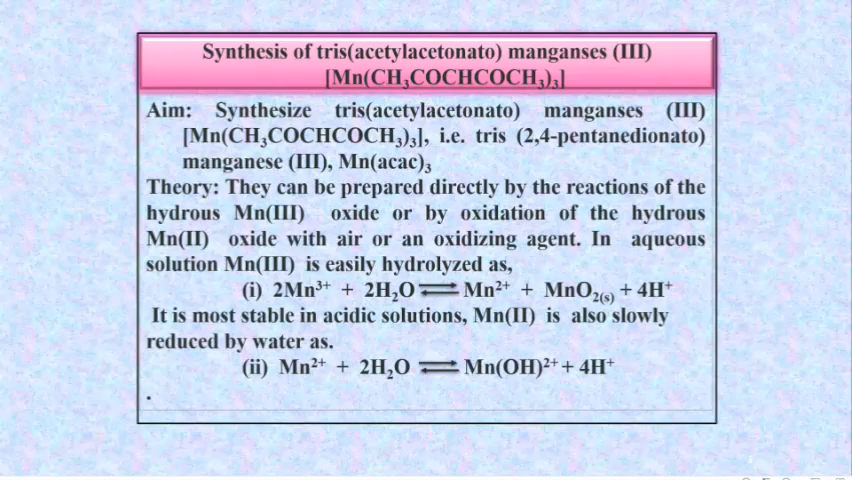 Synthesis of tris(acetylacetonato) manganses (III)
[Mn(CH₃COCHCOCH₃)₃]
Aim: Synthesize tris(acetylacetonato) manganses (III)
[Mn(CH₃COCHCOCH₃)₃], i.e. tris (2,4-pentanedionato)
manganese (III), Mn(acac)₃
Theory: They can be prepared directly by the reactions of the
hydrous Mn(III) oxide or by oxidation of the hydrous
Mn(II) oxide with air or an oxidizing agent. In aqueous
solution Mn(III) is easily hydrolyzed as,
(i) 2Mn³⁺ + 2H₂O ⇌ Mn²⁺ + MnO₂₍s₎ + 4H⁺
It is most stable in acidic solutions, Mn(II) is also slowly
reduced by water as.
(ii) Mn²⁺ + 2H₂O ⇌ Mn(OH)²⁺ + 4H⁺
.